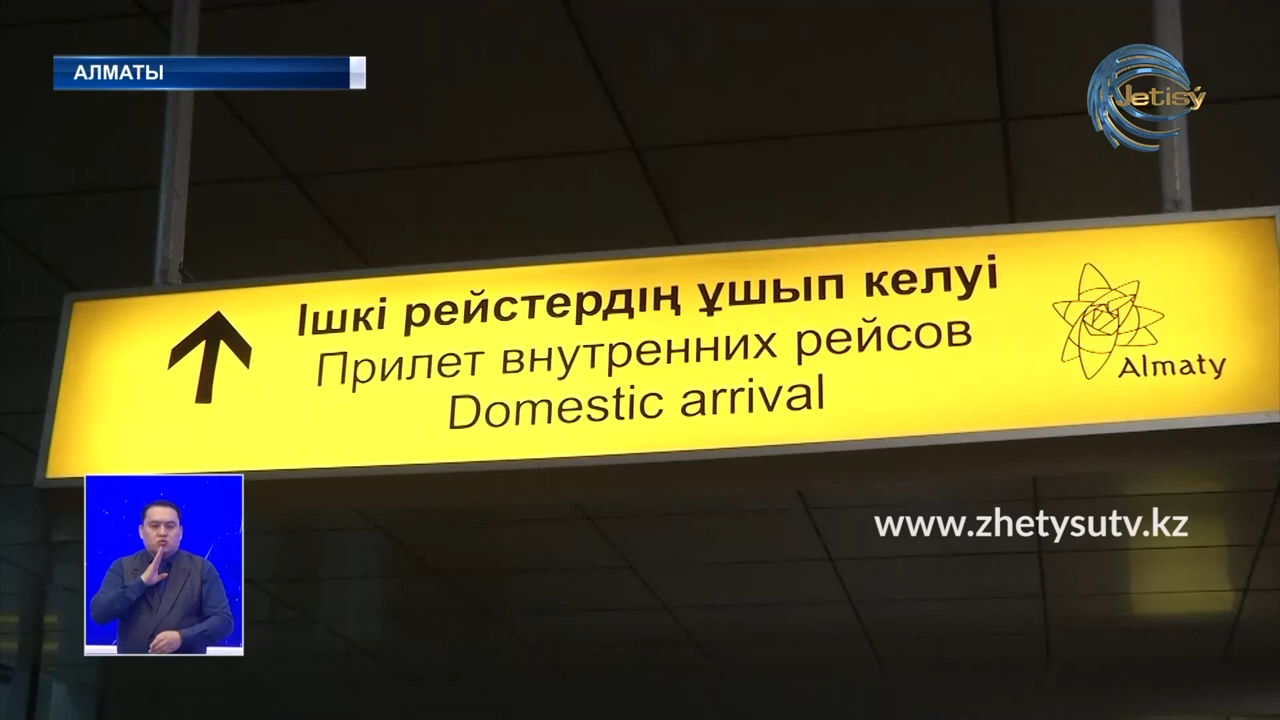 АЛМАТЫ
Jetisý
Ішкі рейстердің ұшып келуі
Прилет внутренних рейсов
Domestic arrival
Almaty
www.zhetysutv.kz